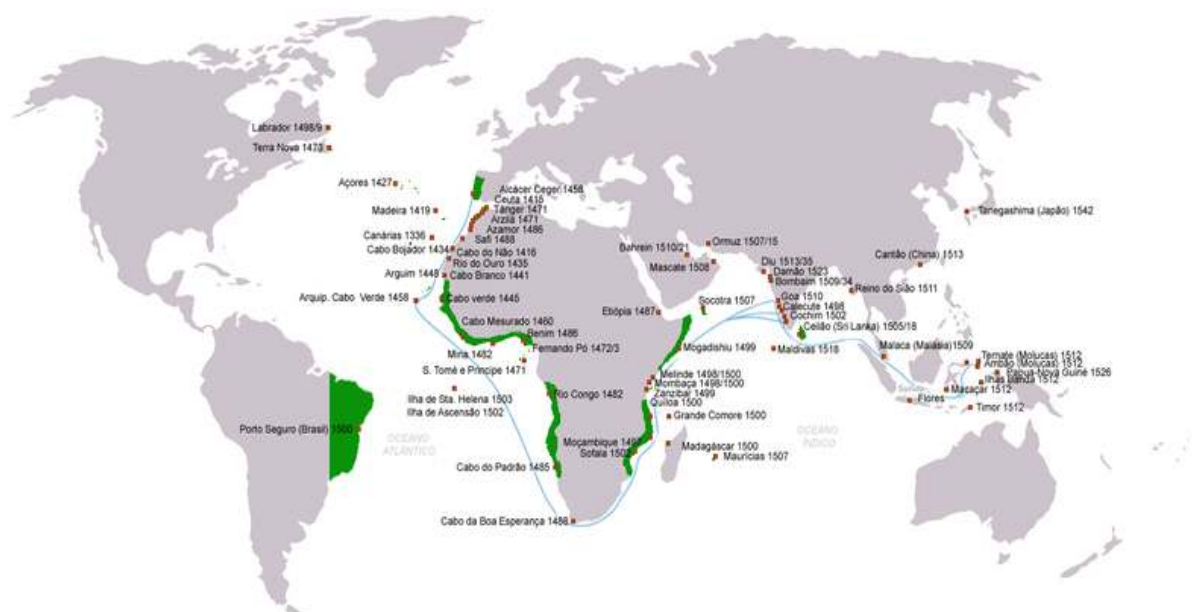 Labrador 1498/9
Terra Nova 1473
Açores 1427
Madeira 1419
Canárias 1336
Cabo Bojador 1434
Arguim 1448
Arquip. Cabo Verde 1458
Alcácer Ceger 1458
Ceuta 1415
Tânger 1471
Arzila 1471
Azamor 1486
Safi 1488
Cabo do Não 1416
Rio do Ouro 1435
Cabo Branco 1441
Cabo verde 1445
Cabo Mesurado 1460
Benim 1486
Mina 1482
Fernando Pó 1472/3
S. Tomé e Príncipe 1471
Ilha de Sta. Helena 1503
Ilha de Ascensão 1502
Rio Congo 1482
Porto Seguro (Brasil) 1500
OCEANO
ATLÂNTICO
Cabo do Padrão 1485
Cabo da Boa Esperança 1488
Moçambique 1498
Sofala 1502
Etiópia 1487
Bahrein 1510/21
Ormuz 1507/15
Mascate 1508
Socotra 1507
Mogadishiu 1499
Melinde 1498/1500
Mombaça 1498/1500
Zanzibar 1499
Quiloa 1500
Grande Comore 1500
Madagáscar 1500
Maurícias 1507
OCEANO
ÍNDICO
Diu 1513/35
Damão 1523
Bombaim 1509/34
Goa 1510
Calecute 1498
Cochim 1502
Ceilão (Sri Lanka) 1505/18
Maldivas 1518
Reino do Sião 1511
Cantão (China) 1513
Tanegashima (Japão) 1542
Malaca (Malásia)1509
Ternate (Molucas) 1512
Ambão (Molucas) 1512
Papua-Nova Guiné 1526
Ilhas Banda 1512
Macáçar 1512
Flores
Timor 1512